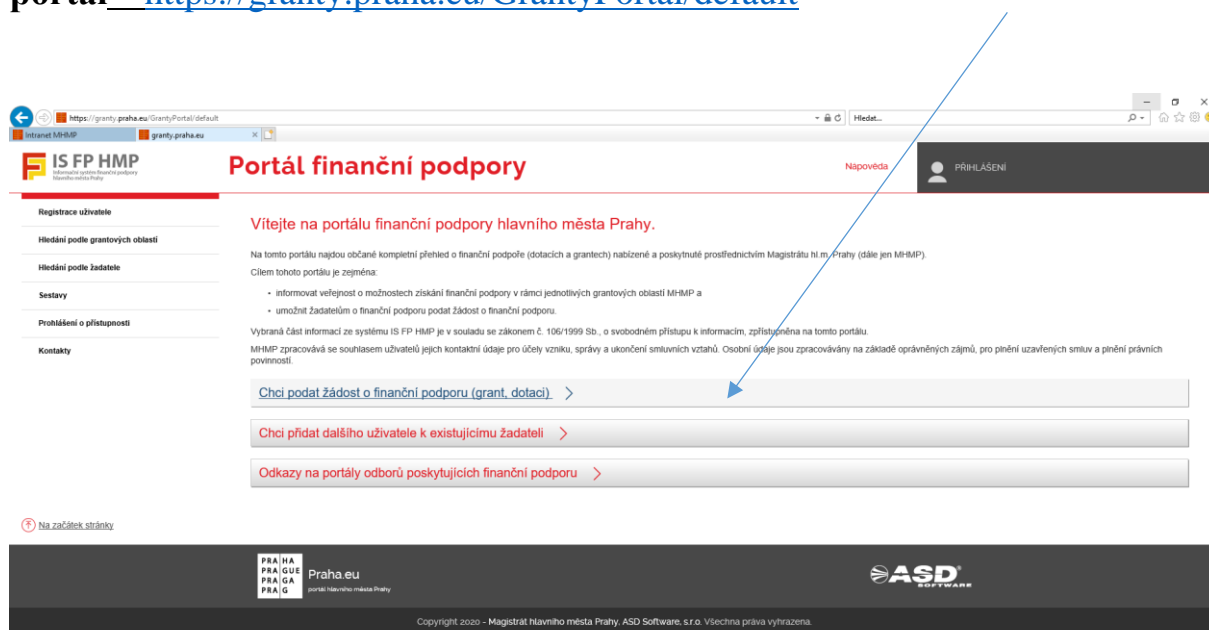 portál https://granty.praha.eu/GrantyPortal/default
https://granty.praha.eu/GrantyPortal/default
Hledat...
Intranet MHMP
granty.praha.eu
IS FP HMP
Informační systém finanční podpory
hlavního města Prahy
Portál finanční podpory
Nápověda
PŘIHLÁŠENÍ
Registrace uživatele
Hledání podle grantových oblastí
Hledání podle žadatele
Sestavy
Prohlášení o přístupnosti
Kontakty
Vítejte na portálu finanční podpory hlavního města Prahy.
Na tomto portálu najdou občané kompletní přehled o finanční podpoře (dotacích a grantech) nabízené a poskytnuté prostřednictvím Magistrátu hl.m. Prahy (dále jen MHMP).
Cílem tohoto portálu je zejména:
• informovat veřejnost o možnostech získání finanční podpory v rámci jednotlivých grantových oblastí MHMP a
• umožnit žadatelům o finanční podporu podat žádost o finanční podporu.
Vybraná část informací ze systému IS FP HMP je v souladu se zákonem č. 106/1999 Sb., o svobodném přístupu k informacím, zpřístupněna na tomto portálu.
MHMP zpracovává se souhlasem uživatelů jejich kontaktní údaje pro účely vzniku, správy a ukončení smluvních vztahů. Osobní údaje jsou zpracovávány na základě oprávněných zájmů, pro plnění uzavřených smluv a plnění právních
povinností.
Chci podat žádost o finanční podporu (grant, dotaci)
Chci přidat dalšího uživatele k existujícímu žadateli
Odkazy na portály odborů poskytujících finanční podporu
Na začátek stránky
PRA HA
PRA GUE
PRA GA
PRA G
Praha.eu
portál hlavního města Prahy
ASD
SOFTWARE
Copyright 2020 - Magistrát hlavního města Prahy, ASD Software, s.r.o. Všechna práva vyhrazena.